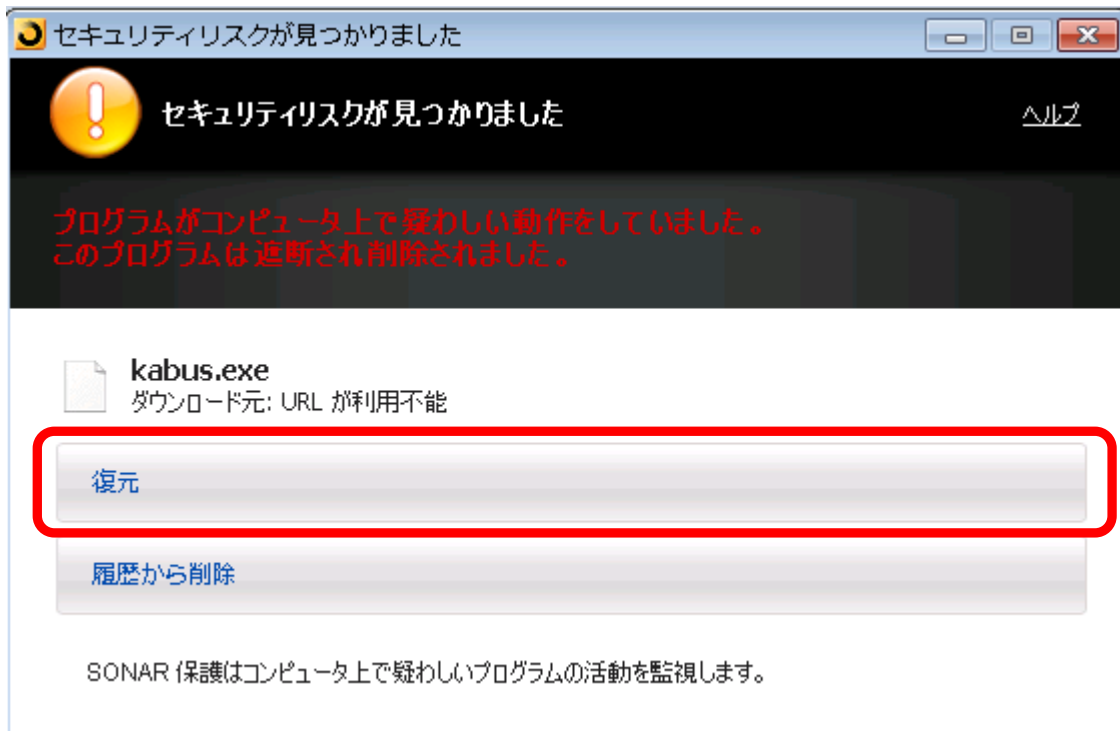 セキュリティリスクが見つかりました
セキュリティリスクが見つかりました
ヘルプ
プログラムがコンピュータ上で疑わしい動作をしていました。
このプログラムは遮断され削除されました。
kabus.exe
ダウンロード元: URL が利用不能
復元
履歴から削除
SONAR 保護はコンピュータ上で疑わしいプログラムの活動を監視します。